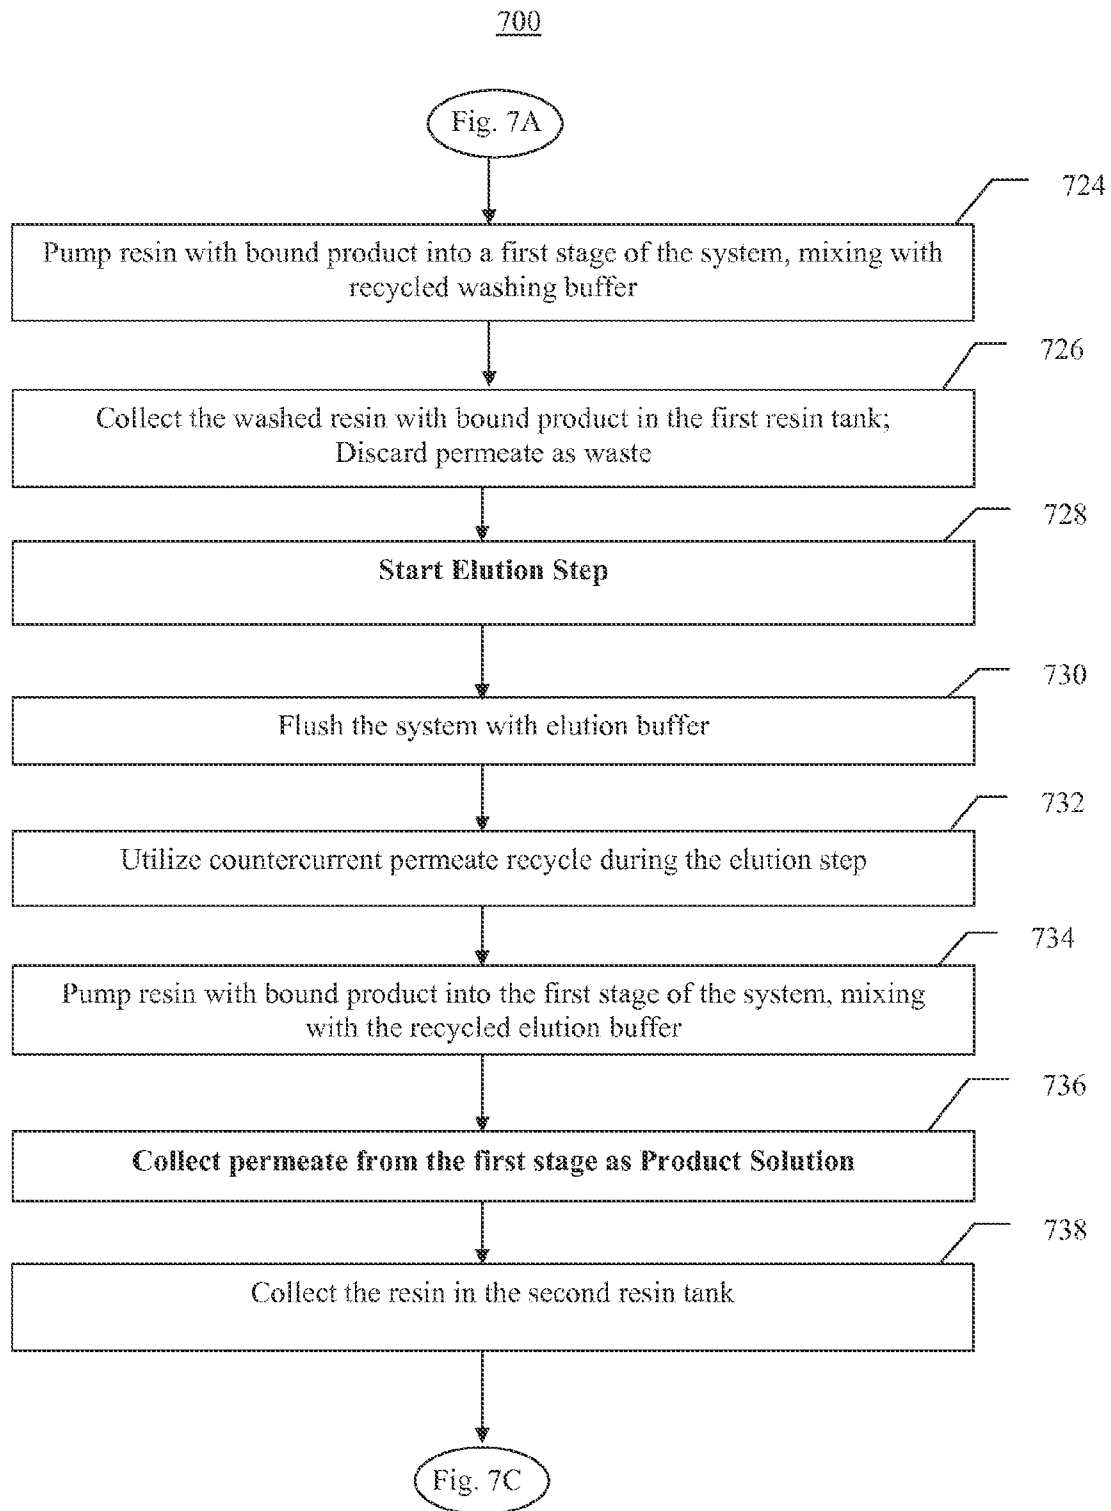 700
Fig. 7A
724
Pump resin with bound product into a first stage of the system, mixing with
recycled washing buffer
726
Collect the washed resin with bound product in the first resin tank;
Discard permeate as waste
728
Start Elution Step
730
Flush the system with elution buffer
732
Utilize countercurrent permeate recycle during the elution step
734
Pump resin with bound product into the first stage of the system, mixing
with the recycled elution buffer
736
Collect permeate from the first stage as Product Solution
738
Collect the resin in the second resin tank
Fig. 7C